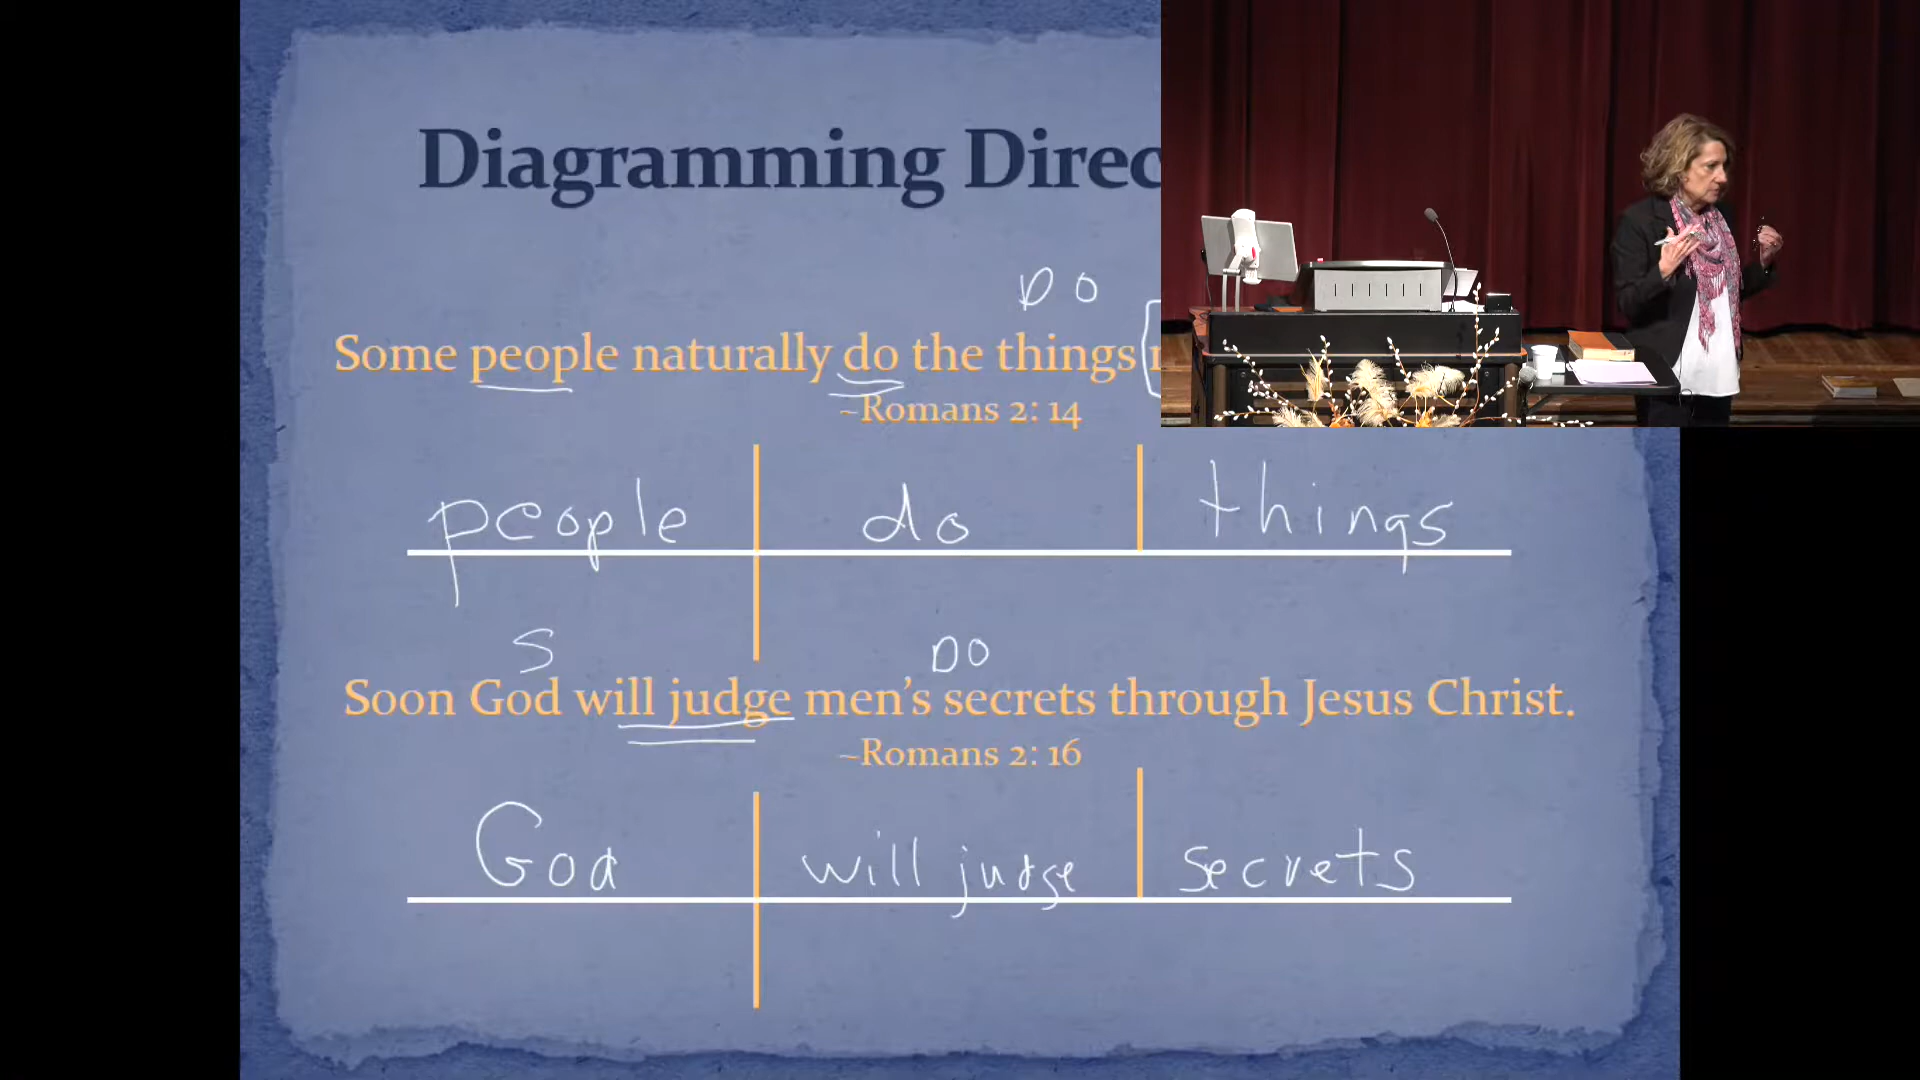 Diagramming Direc
DO
Some people naturally do the things
~Romans 2: 14
people do things
S DO
Soon God will judge men's secrets through Jesus Christ.
~Romans 2: 16
God will judge secrets